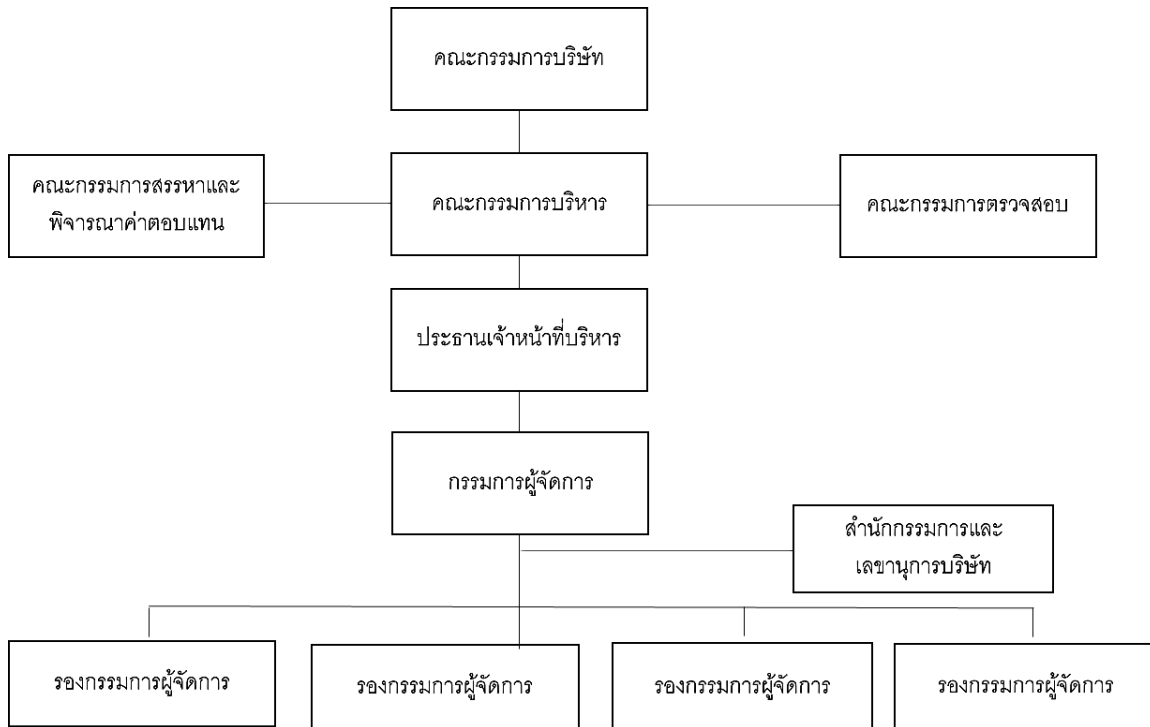 คณะกรรมการบริษัท
คณะกรรมการสรรหาและ
พิจารณาค่าตอบแทน
คณะกรรมการบริหาร
คณะกรรมการตรวจสอบ
ประธานเจ้าหน้าที่บริหาร
กรรมการผู้จัดการ
สำนักกรรมการและ
เลขานุการบริษัท
รองกรรมการผู้จัดการ
รองกรรมการผู้จัดการ
รองกรรมการผู้จัดการ
รองกรรมการผู้จัดการ